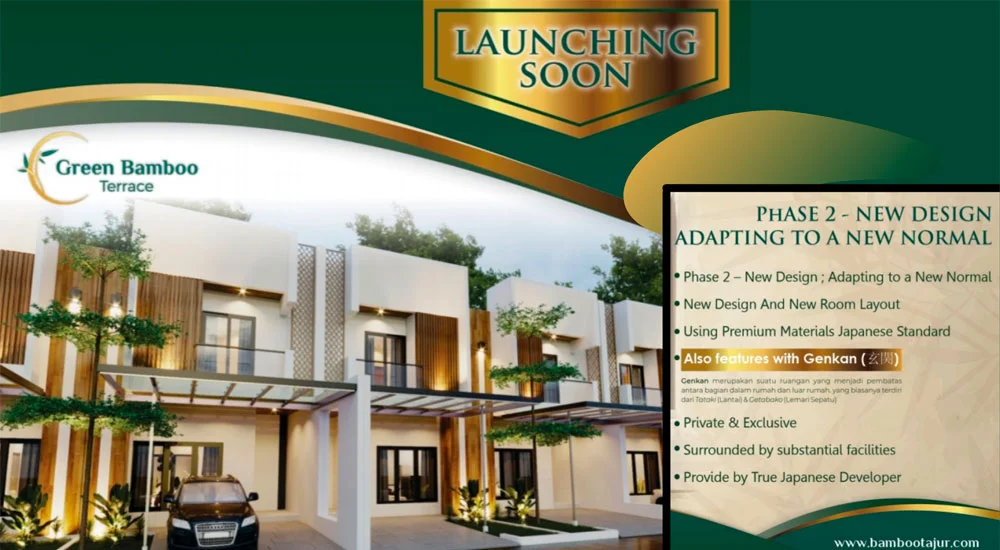 LAUNCHING
SOON
Green Bamboo
Terrace
PHASE 2 - NEW DESIGN
ADAPTING TO A NEW NORMAL
• Phase 2 – New Design ; Adapting to a New Normal
• New Design And New Room Layout
• Using Premium Materials Japanese Standard
• Also features with Genkan (玄関)
Genkan merupakan suatu ruangan yang menjadi pembatas
antara bagian dalam rumah dan luar rumah, yang biasanya terdiri
dari Tataki (Lantai) & Getabako (Lemari Sepatu)
• Private & Exclusive
• Surrounded by substantial facilities
• Provide by True Japanese Developer
www.bambootajur.com